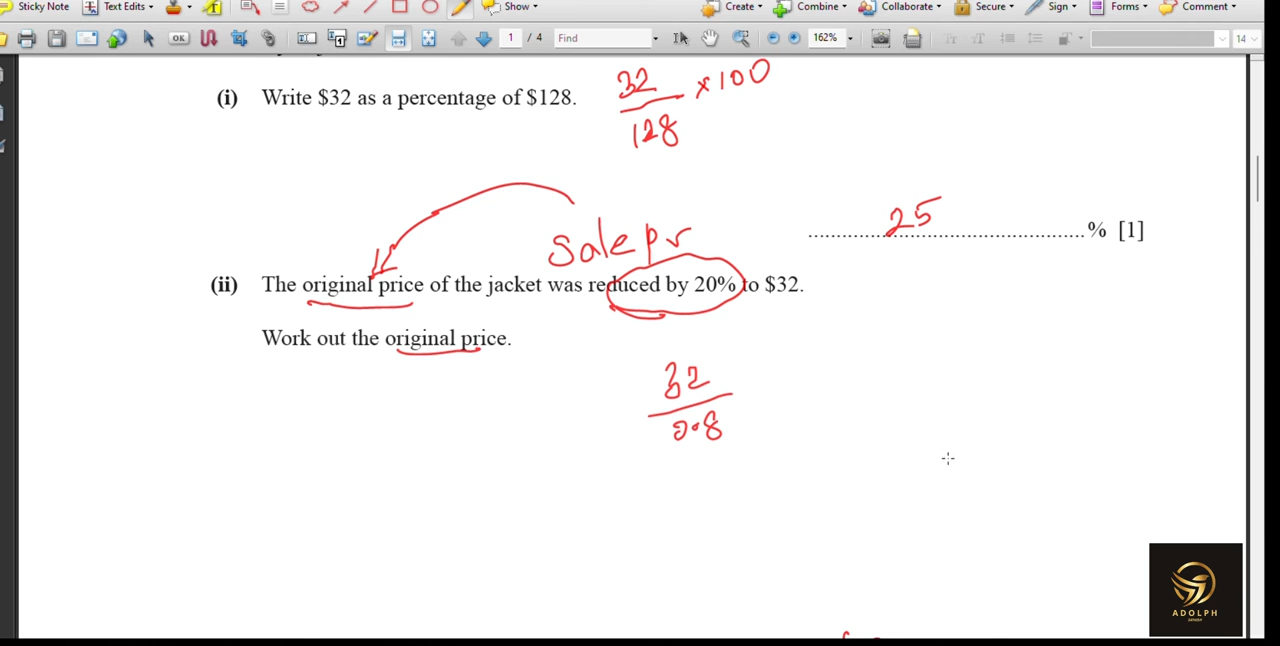 Sticky Note Text Edits Show Create Combine Collaborate Secure Sign Forms Comment
OK 1 / 4 Find 162% 14
(i) Write $32 as a percentage of $128. 32/128 × 100
25 % [1]
sale pr
(ii) The original price of the jacket was reduced by 20% to $32.
Work out the original price.
32
0.8
ADOLPH